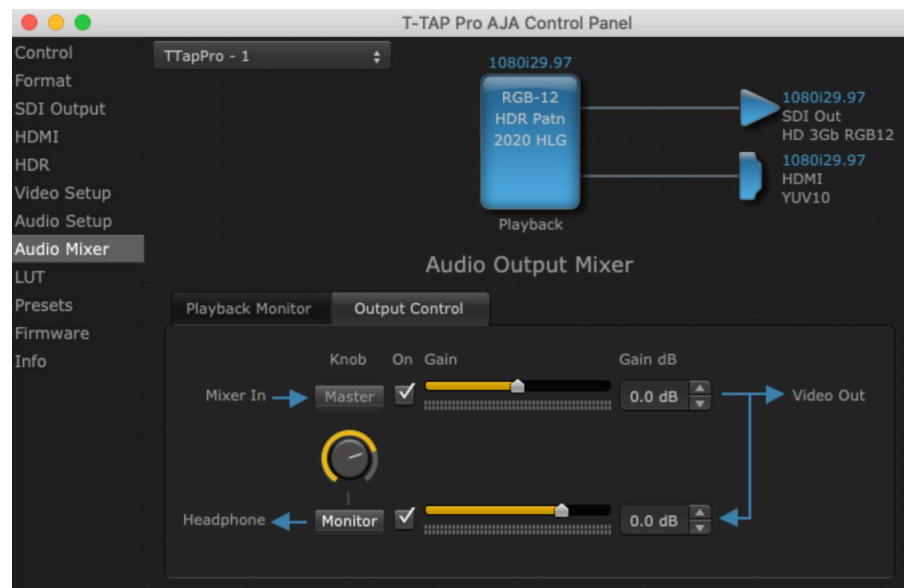 T-TAP Pro AJA Control Panel
Control
Format
SDI Output
HDMI
HDR
Video Setup
Audio Setup
Audio Mixer
LUT
Presets
Firmware
Info
TTapPro - 1
1080i29.97
RGB-12
HDR Patn
2020 HLG
Playback
1080i29.97
SDI Out
HD 3Gb RGB12
1080i29.97
HDMI
YUV10
Audio Output Mixer
Playback Monitor Output Control
Knob On Gain Gain dB
Mixer In Master 0.0 dB Video Out
Headphone Monitor 0.0 dB